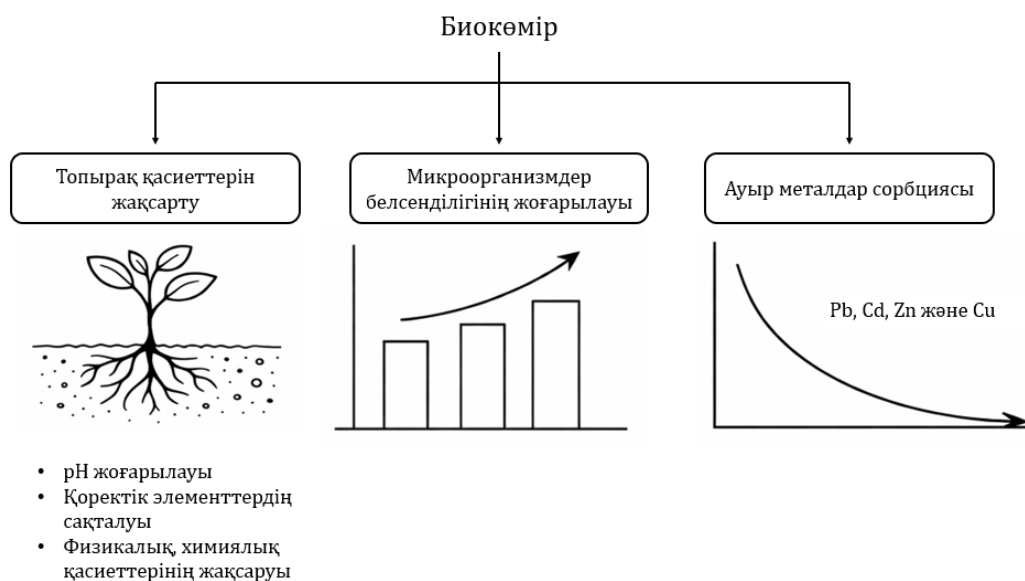 Биокөмір
Топырақ қасиеттерін
жақсарту
Микроорганизмдер
белсенділігінің жоғарылауы
Ауыр металдар сорбциясы
Pb, Cd, Zn және Cu
• pH жоғарылауы
• Қоректік элементтердің
сақталуы
• Физикалық, химиялық
қасиеттерінің жақсаруы